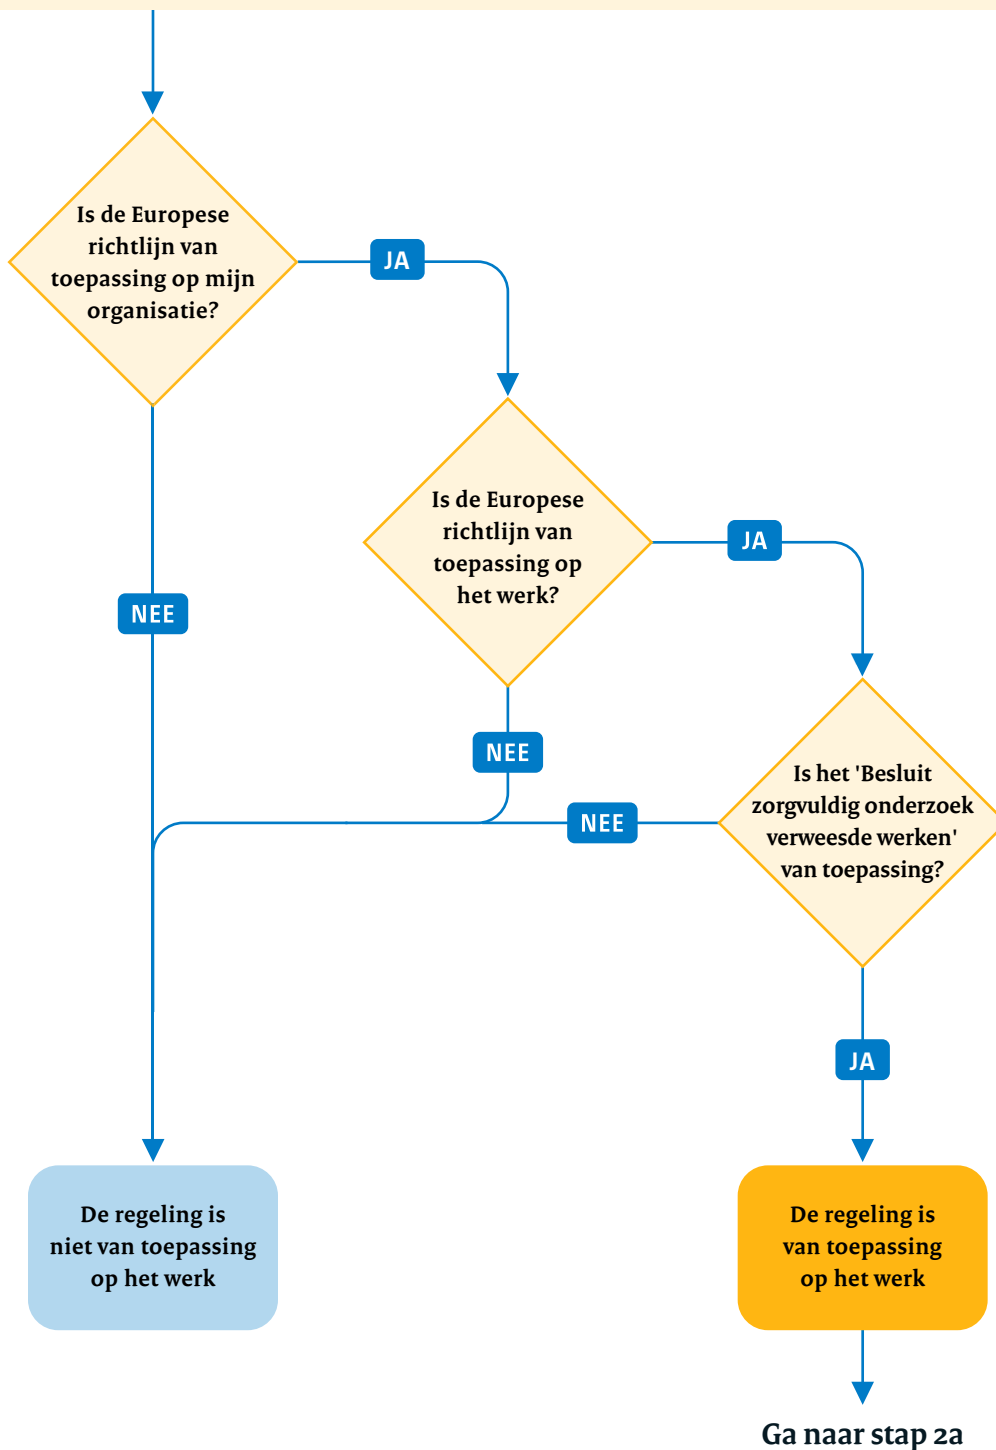 Is de Europese
richtlijn van
toepassing op mijn
organisatie?
JA
Is de Europese
richtlijn van
toepassing op
het werk?
JA
NEE
NEE
Is het 'Besluit
zorgvuldig onderzoek
verweesde werken'
van toepassing?
NEE
JA
De regeling is
niet van toepassing
op het werk
De regeling is
van toepassing
op het werk
Ga naar stap 2a